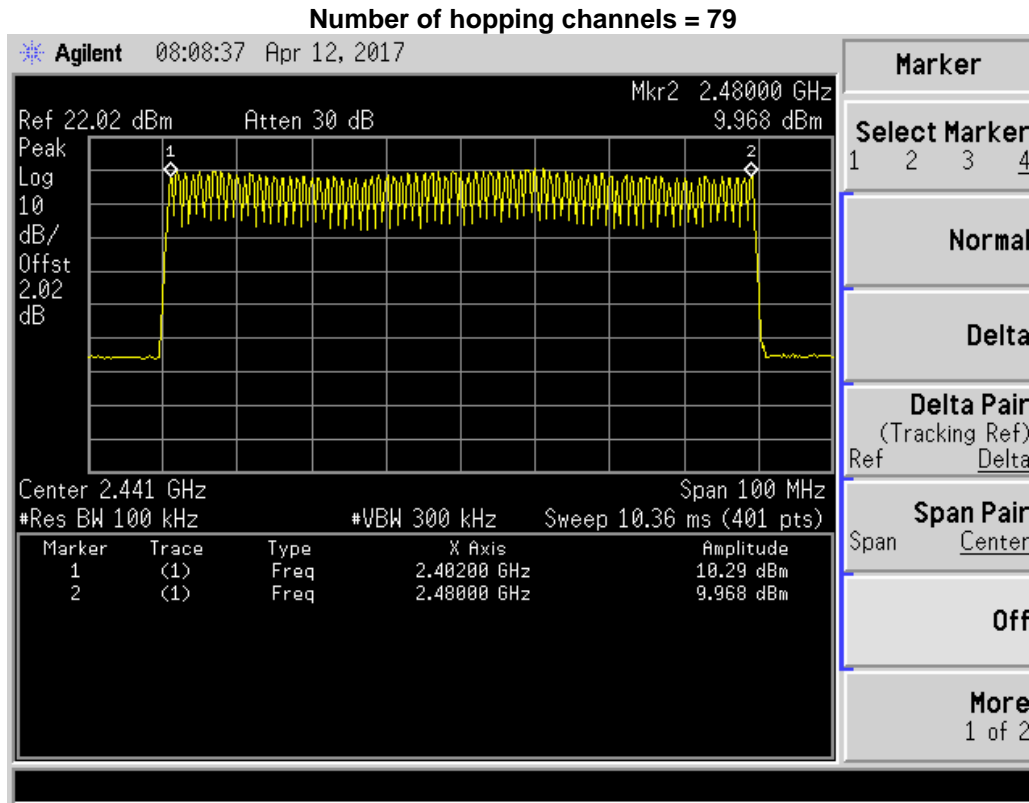 Number of hopping channels = 79
Agilent 08:08:37 Apr 12, 2017
Mkr2 2.48000 GHz
Ref 22.02 dBm Atten 30 dB 9.968 dBm
Peak
Log
10
dB/
Offst
2.02
dB
1 2
Center 2.441 GHz Span 100 MHz
#Res BW 100 kHz #VBW 300 kHz Sweep 10.36 ms (401 pts)
Marker Trace Type X Axis Amplitude
1 (1) Freq 2.40200 GHz 10.29 dBm
2 (1) Freq 2.48000 GHz 9.968 dBm
Marker
Select Marker
1 2 3 4
Normal
Delta
Delta Pair
(Tracking Ref)
Ref Delta
Span Pair
Span Center
Off
More
1 of 2